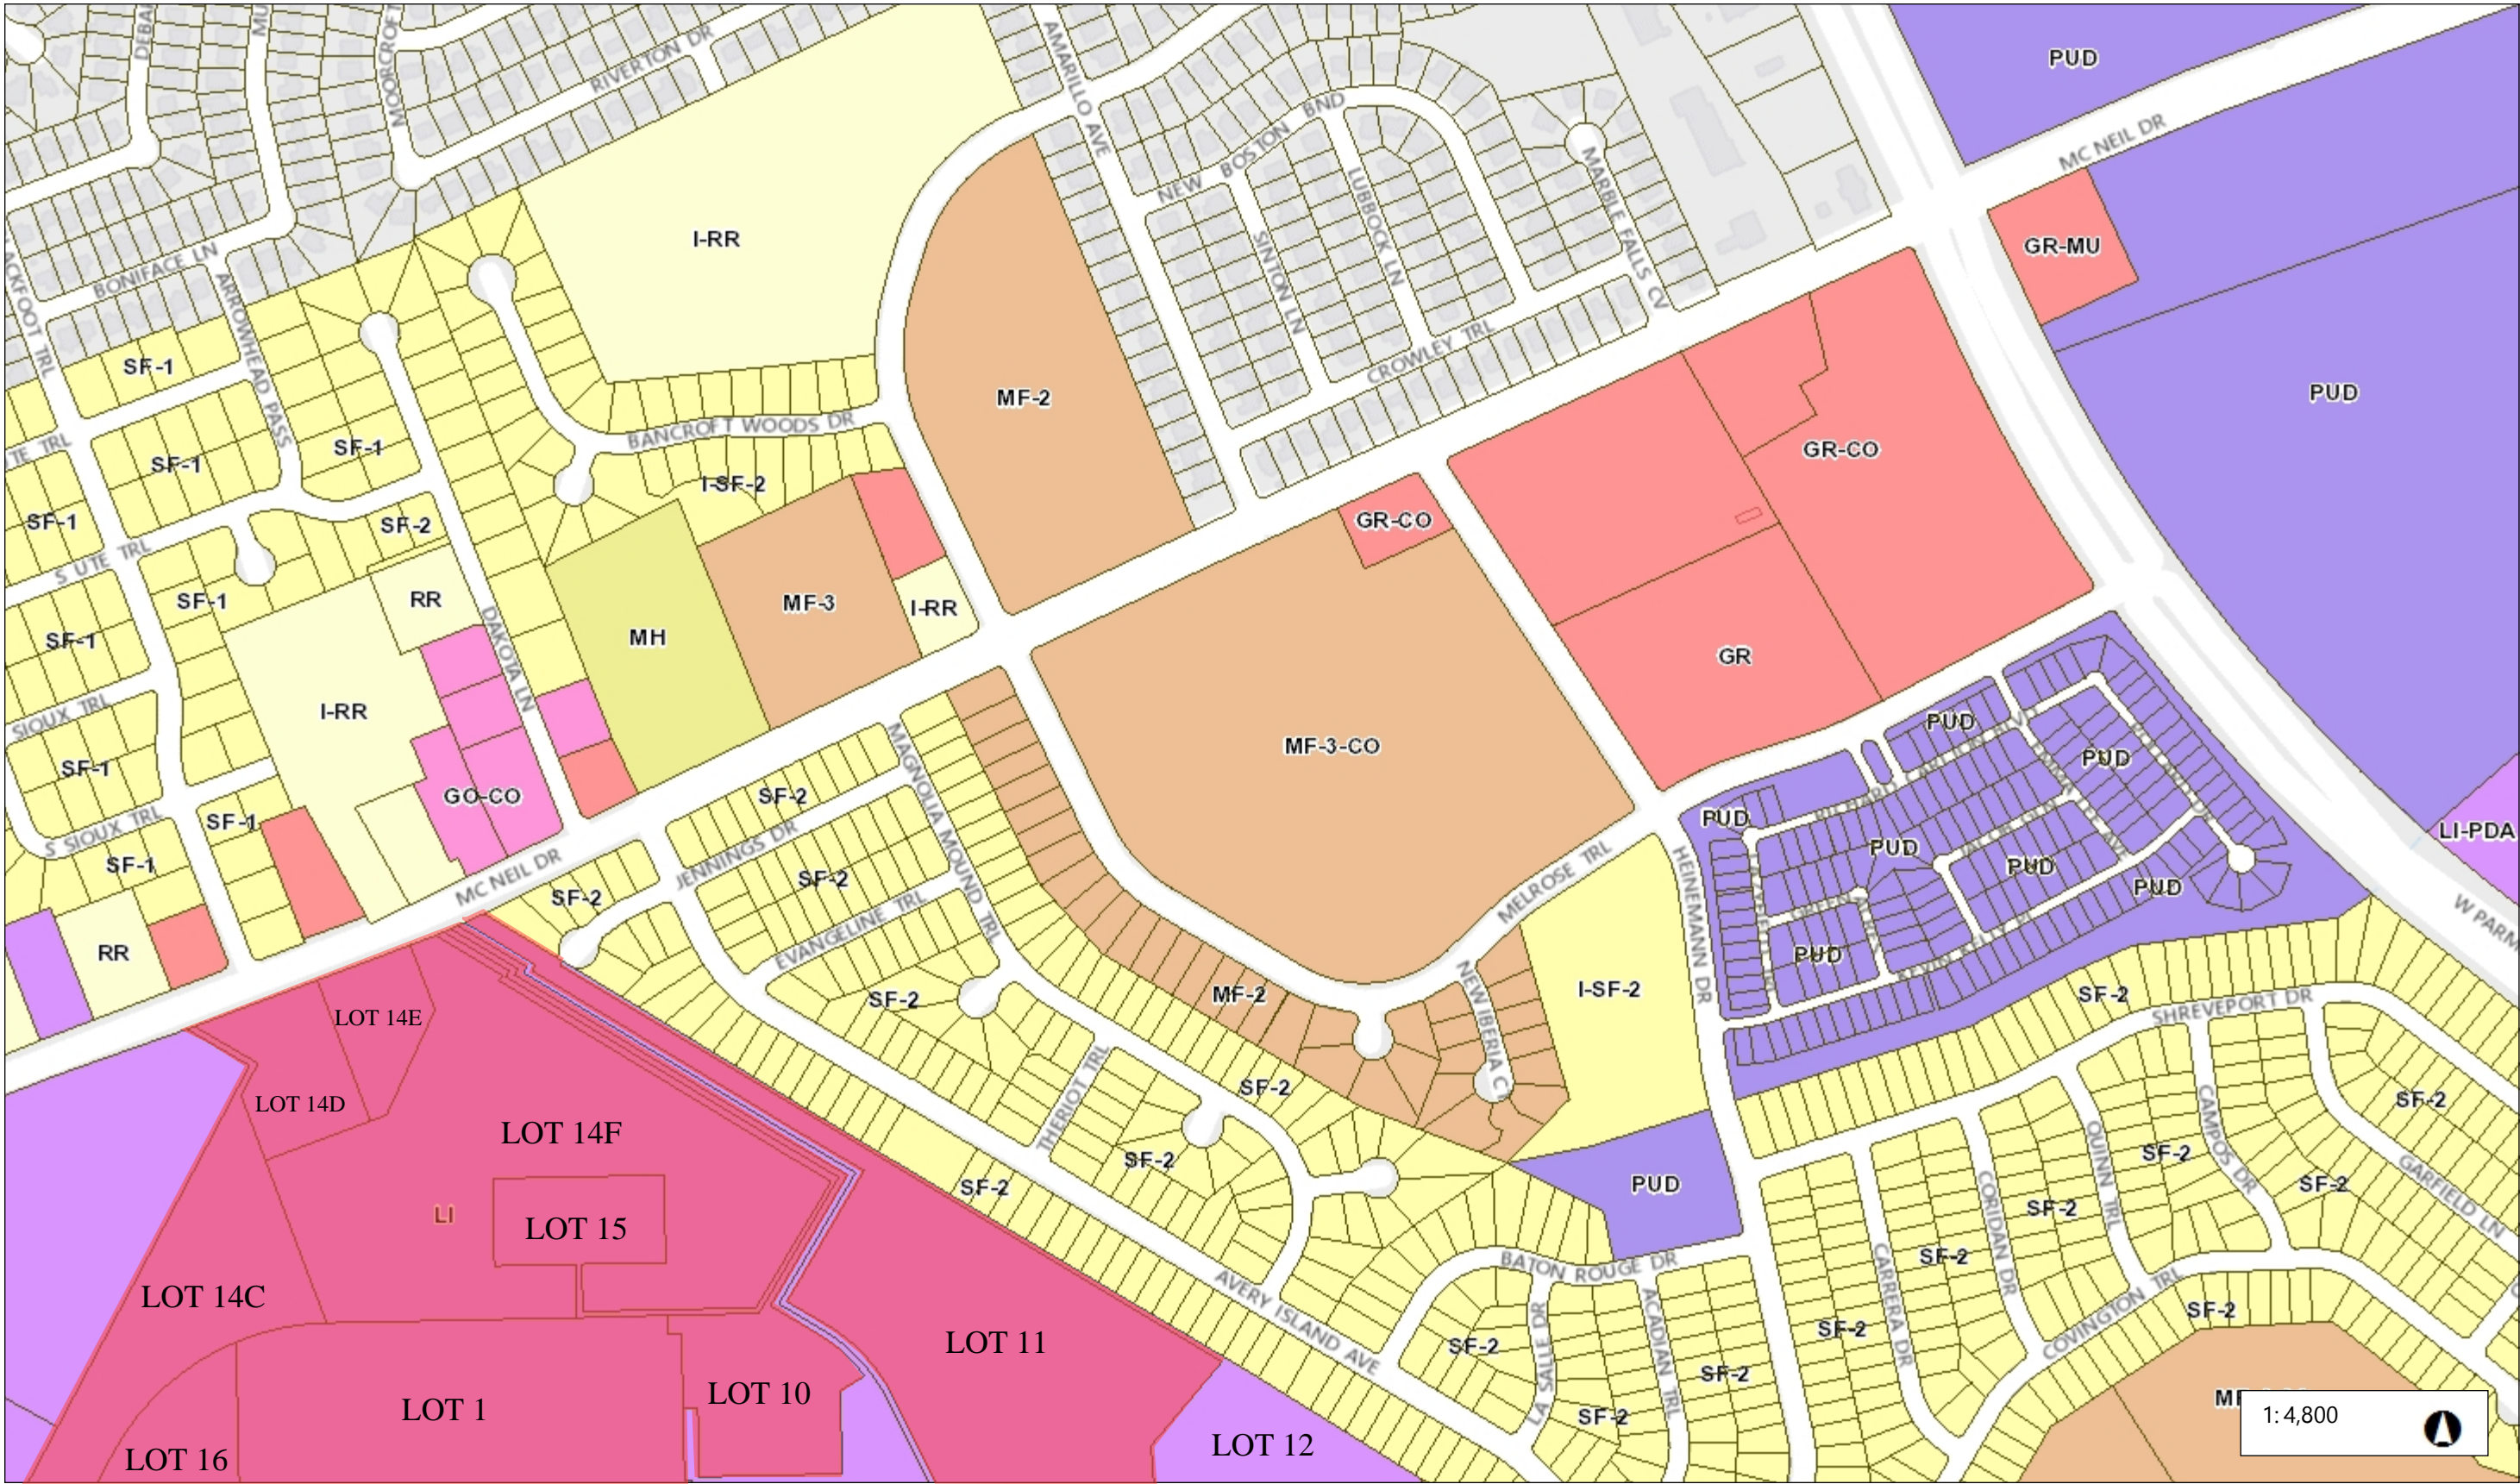 MOORCROFT
RIVERTON DR
AMARILLO AVE
PUD
MC NEIL DR
NEW BOSTON BND
LUBBOCK LN
MARBLE FALLS CV
SINTON LN
CROWLEY TRL
I-RR
GR-MU
BONIFACE LN
ARROWHEAD PASS
SF-1
SF-1
SF-1
SF-1
BANCROFT WOODS DR
I-SF-2
MF-2
PUD
GR-CO
GR-CO
SF-2
S UTE TRL
SF-1
RR
DAKOTA LN
MH
MF-3
I-RR
SF-1
GR
SIOUX TRL
I-RR
MAGNOLIA MOUND TRL
MF-3-CO
PUD
RICHARD CARLTON BLVD
PUD
SF-1
S SIOUX TRL
SF-1
SF-1
GO-CO
SF-2
JENNINGS DR
PUD
PUD
PUD
PUD
LI-PDA
MC NEIL DR
SF-2
SF-2
EVANGELINE TRL
MELROSE TRL
HEINEMANN DR
GREEN ACRES
KEVIN KELLY PL
PUD
W PARM
RR
SF-2
MF-2
NEW IBERIA C
I-SF-2
SF-2
SHREVEPORT DR
LOT 14E
LOT 14D
LOT 14F
THERIOT TRL
SF-2
SF-2
SF-2
PUD
QUINN TRL
CAMPOS DR
SF-2
SF-2
SF-2
GARFIELD LN
LI
LOT 15
LOT 14C
AVERY ISLAND AVE
BATON ROUGE DR
CORIDAN DR
SF-2
SF-2
CARRERA DR
COVINGTON TRL
SF-2
LOT 11
LA SALLE DR
ACADIAN TRL
SF-2
SF-2
SF-2
SF-2
LOT 1
LOT 10
LOT 16
LOT 12
1: 4,800